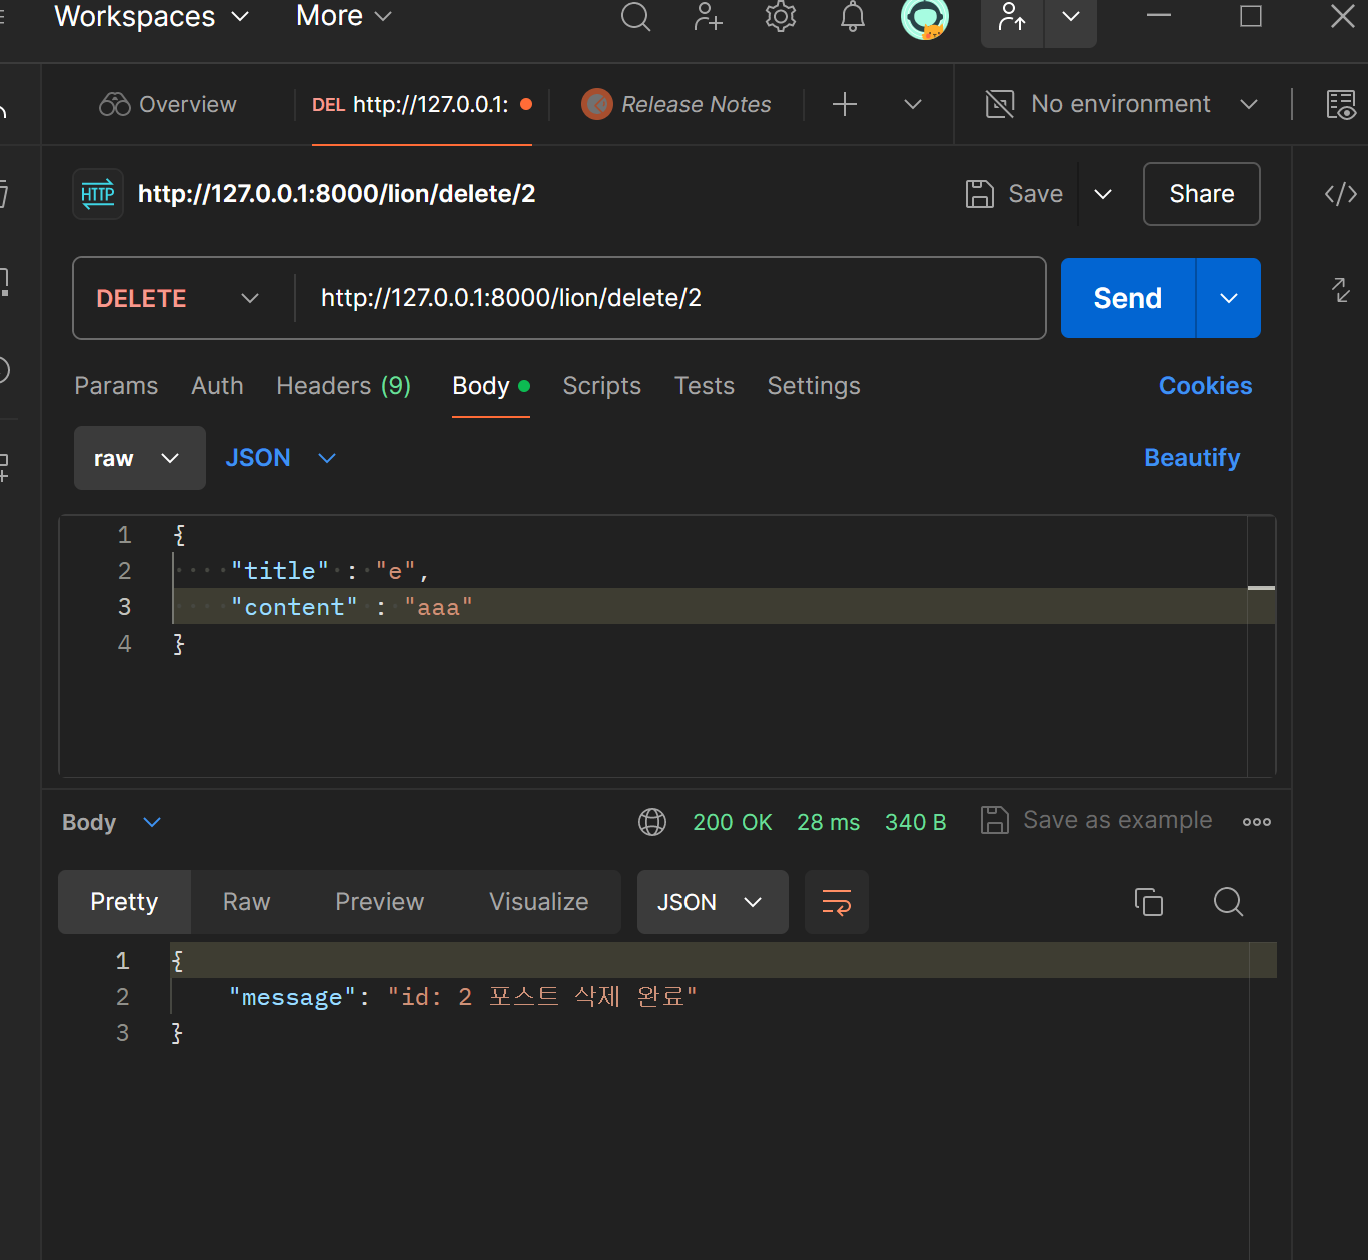 Workspaces More
Overview DEL http://127.0.0.1: Release Notes No environment
HTTP http://127.0.0.1:8000/lion/delete/2 Save Share
DELETE http://127.0.0.1:8000/lion/delete/2 Send
Params Auth Headers (9) Body Scripts Tests Settings Cookies
raw JSON Beautify
1 {
2 "title" : "e",
3 "content" : "aaa"
4 }
Body 200 OK 28 ms 340 B Save as example
Pretty Raw Preview Visualize JSON
1 {
2 "message": "id: 2 포스트 삭제 완료"
3 }